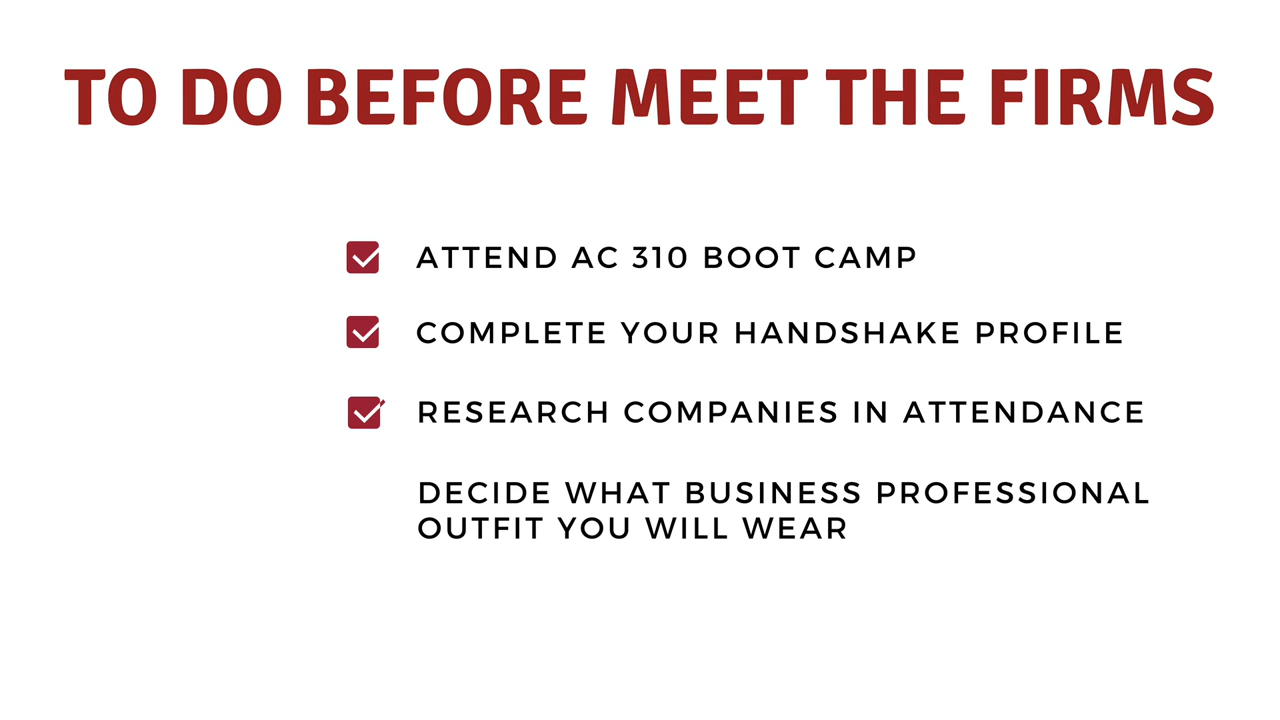 TO DO BEFORE MEET THE FIRMS
ATTEND AC 310 BOOT CAMP
COMPLETE YOUR HANDSHAKE PROFILE
RESEARCH COMPANIES IN ATTENDANCE
DECIDE WHAT BUSINESS PROFESSIONAL
OUTFIT YOU WILL WEAR